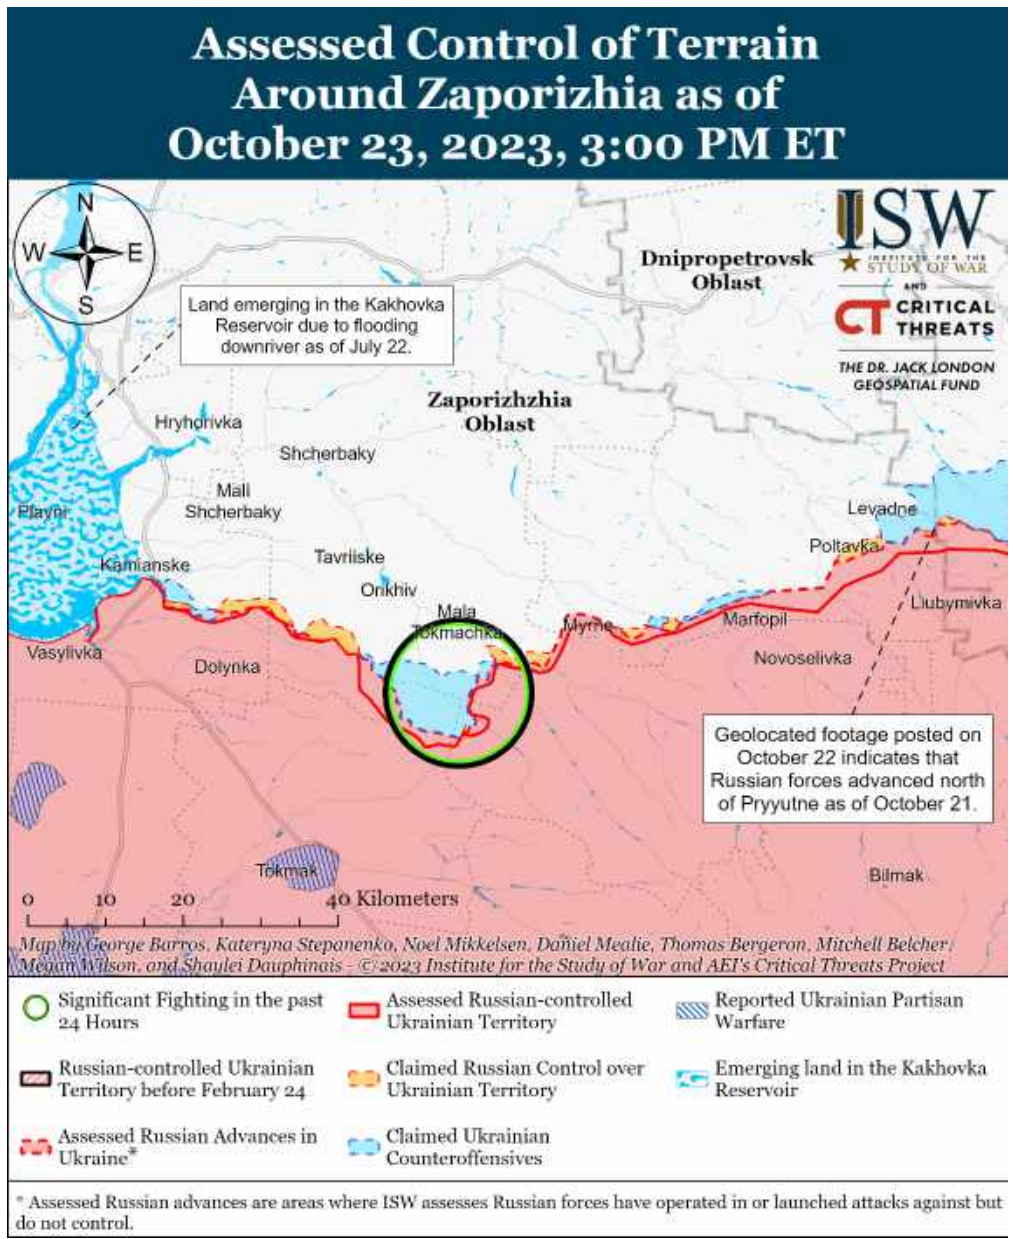 Assessed Control of Terrain
Around Zaporizhia as of
October 23, 2023, 3:00 PM ET
N
W
E
S
ISW
INSTITUTE FOR THE
STUDY OF WAR
AND
CT CRITICAL
THREATS
THE DR. JACK LONDON
GEOSPATIAL FUND
Dnipropetrovsk
Oblast
Land emerging in the Kakhovka
Reservoir due to flooding
downriver as of July 22.
Zaporizhzhia
Oblast
Hryhorivka
Shcherbaky
Mali
Shcherbaky
Plavni
Levadne
Poltavka
Kamianske
Tavriiske
Orikhiv
Mala
Tokmachka
Myrne
Marfopil
Liubymivka
Vasylivka
Dolynka
Novoselivka
Geolocated footage posted on
October 22 indicates that
Russian forces advanced north
of Pryyutne as of October 21.
Tokmak
Bilmak
0 10 20 40 Kilometers
Map by George Barros, Kateryna Stepanenko, Noel Mikkelsen, Daniel Mealie, Thomas Bergeron, Mitchell Belcher,
Megan Wilson, and Shaylei Dauphinais - © 2023 Institute for the Study of War and AEI's Critical Threats Project
Significant Fighting in the past
24 Hours
Assessed Russian-controlled
Ukrainian Territory
Reported Ukrainian Partisan
Warfare
Russian-controlled Ukrainian
Territory before February 24
Claimed Russian Control over
Ukrainian Territory
Emerging land in the Kakhovka
Reservoir
Assessed Russian Advances in
Ukraine*
Claimed Ukrainian
Counteroffensives
* Assessed Russian advances are areas where ISW assesses Russian forces have operated in or launched attacks against but
do not control.